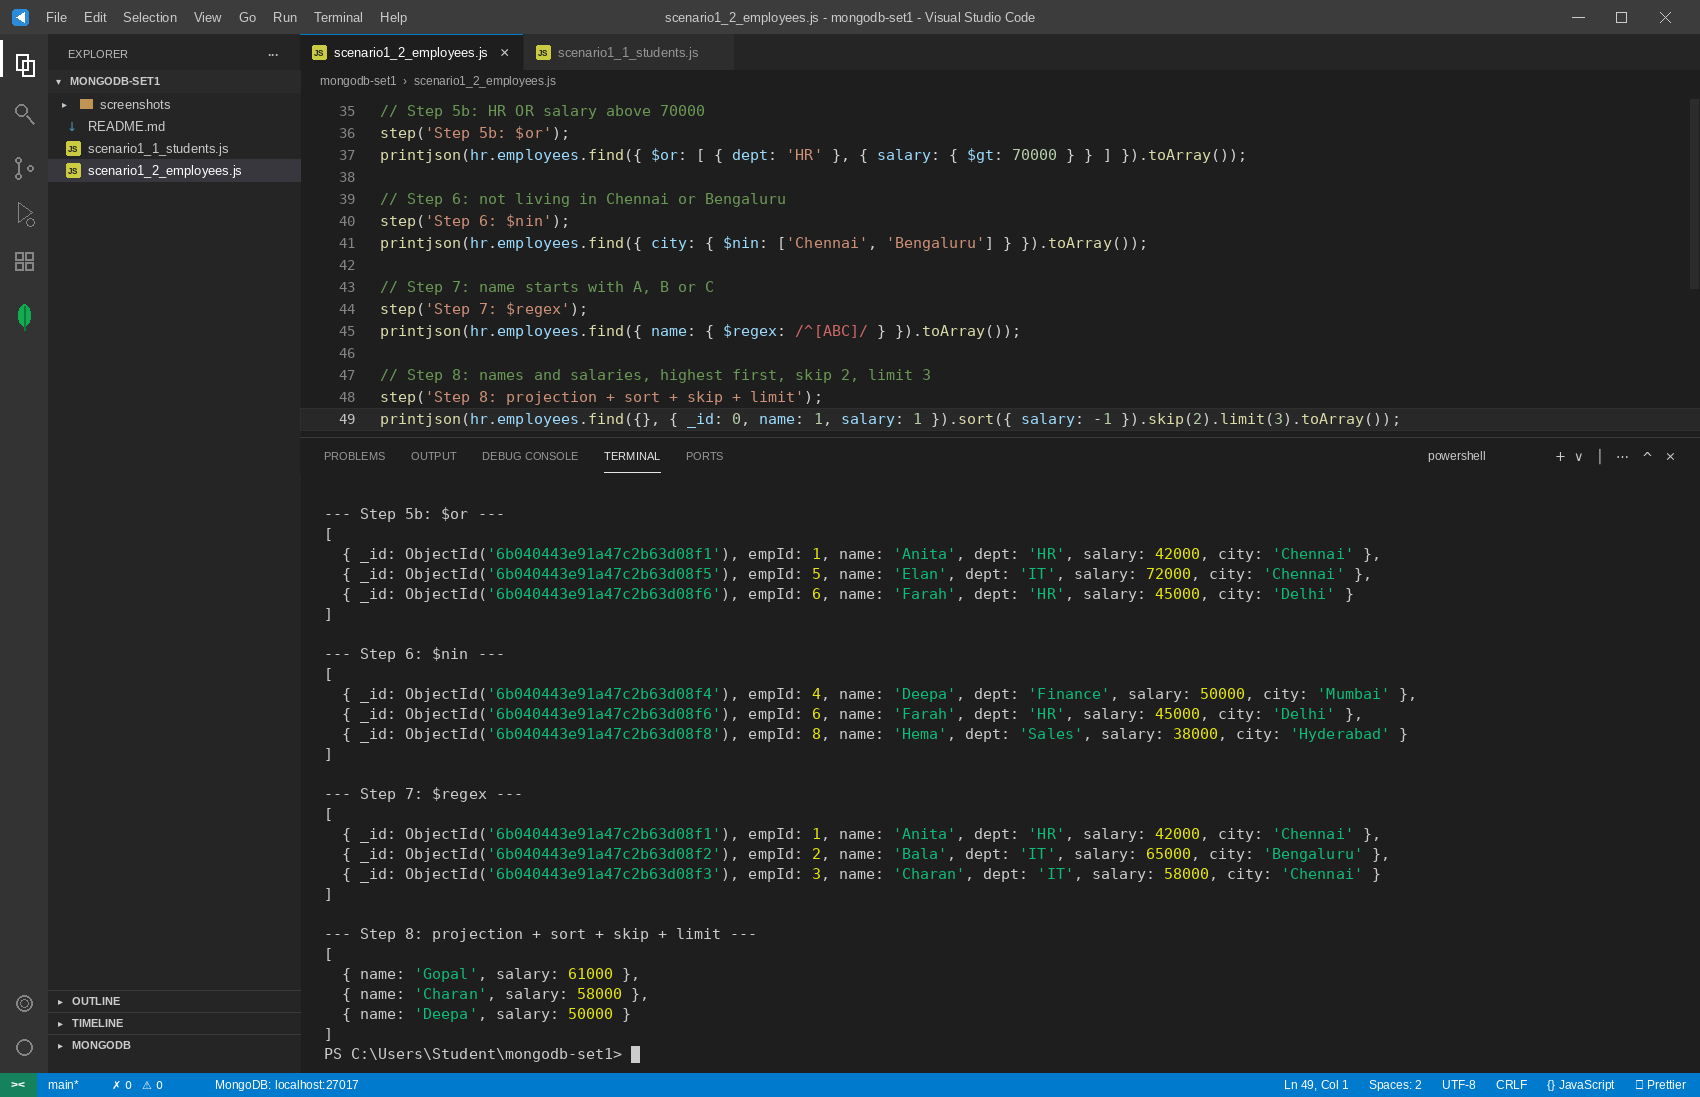 File Edit Selection View Go Run Terminal Help
scenario1_2_employees.js - mongodb-set1 - Visual Studio Code
EXPLORER
MONGODB-SET1
screenshots
README.md
JS scenario1_1_students.js
JS scenario1_2_employees.js
OUTLINE
TIMELINE
MONGODB
JS scenario1_2_employees.js ×
JS scenario1_1_students.js
mongodb-set1 › scenario1_2_employees.js
35 // Step 5b: HR OR salary above 70000
36 step('Step 5b: $or');
37 printjson(hr.employees.find({ $or: [ { dept: 'HR' }, { salary: { $gt: 70000 } } ] }).toArray());
38
39 // Step 6: not living in Chennai or Bengaluru
40 step('Step 6: $nin');
41 printjson(hr.employees.find({ city: { $nin: ['Chennai', 'Bengaluru'] } }).toArray());
42
43 // Step 7: name starts with A, B or C
44 step('Step 7: $regex');
45 printjson(hr.employees.find({ name: { $regex: /^[ABC]/ } }).toArray());
46
47 // Step 8: names and salaries, highest first, skip 2, limit 3
48 step('Step 8: projection + sort + skip + limit');
49 printjson(hr.employees.find({}, { _id: 0, name: 1, salary: 1 }).sort({ salary: -1 }).skip(2).limit(3).toArray());
PROBLEMS OUTPUT DEBUG CONSOLE TERMINAL PORTS
powershell
--- Step 5b: $or ---
[
  { _id: ObjectId('6b040443e91a47c2b63d08f1'), empId: 1, name: 'Anita', dept: 'HR', salary: 42000, city: 'Chennai' },
  { _id: ObjectId('6b040443e91a47c2b63d08f5'), empId: 5, name: 'Elan', dept: 'IT', salary: 72000, city: 'Chennai' },
  { _id: ObjectId('6b040443e91a47c2b63d08f6'), empId: 6, name: 'Farah', dept: 'HR', salary: 45000, city: 'Delhi' }
]
--- Step 6: $nin ---
[
  { _id: ObjectId('6b040443e91a47c2b63d08f4'), empId: 4, name: 'Deepa', dept: 'Finance', salary: 50000, city: 'Mumbai' },
  { _id: ObjectId('6b040443e91a47c2b63d08f6'), empId: 6, name: 'Farah', dept: 'HR', salary: 45000, city: 'Delhi' },
  { _id: ObjectId('6b040443e91a47c2b63d08f8'), empId: 8, name: 'Hema', dept: 'Sales', salary: 38000, city: 'Hyderabad' }
]
--- Step 7: $regex ---
[
  { _id: ObjectId('6b040443e91a47c2b63d08f1'), empId: 1, name: 'Anita', dept: 'HR', salary: 42000, city: 'Chennai' },
  { _id: ObjectId('6b040443e91a47c2b63d08f2'), empId: 2, name: 'Bala', dept: 'IT', salary: 65000, city: 'Bengaluru' },
  { _id: ObjectId('6b040443e91a47c2b63d08f3'), empId: 3, name: 'Charan', dept: 'IT', salary: 58000, city: 'Chennai' }
]
--- Step 8: projection + sort + skip + limit ---
[
  { name: 'Gopal', salary: 61000 },
  { name: 'Charan', salary: 58000 },
  { name: 'Deepa', salary: 50000 }
]
PS C:\Users\Student\mongodb-set1>
>< main* ✗ 0 ⚠ 0 MongoDB: localhost:27017
Ln 49, Col 1 Spaces: 2 UTF-8 CRLF {} JavaScript Prettier